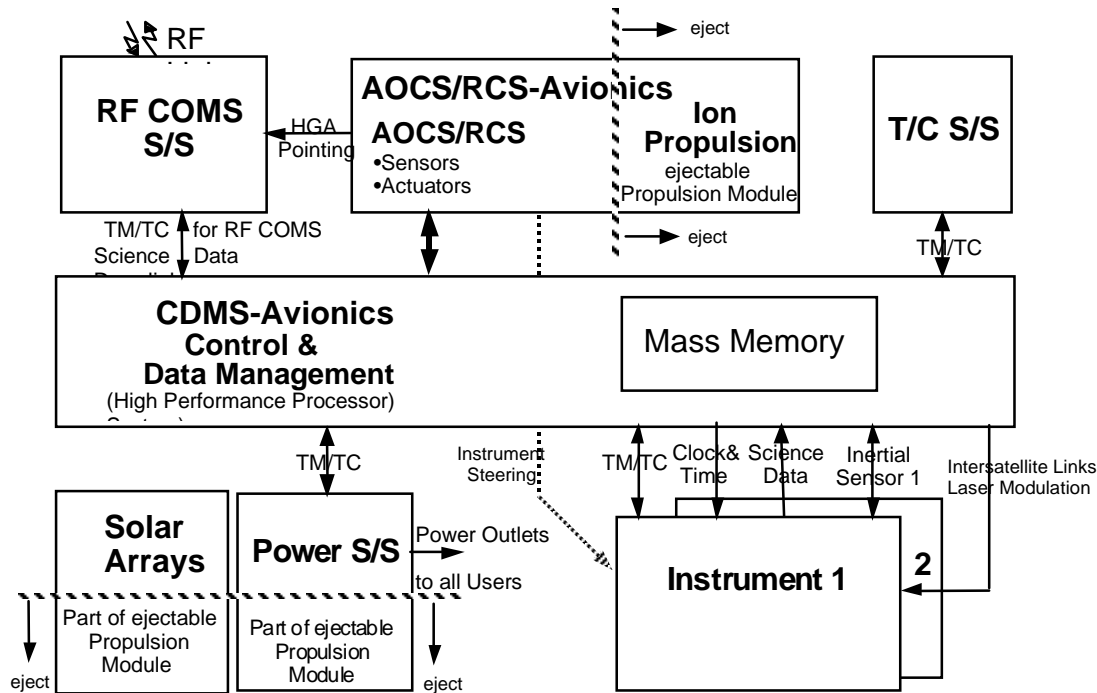 RF
eject
RF COMS
S/S
HGA
Pointing
AOCS/RCS-Avionics
AOCS/RCS
•Sensors
•Actuators
Ion
Propulsion
ejectable
Propulsion Module
T/C S/S
eject
TM/TC for RF COMS
Science Data
TM/TC
CDMS-Avionics
Control &
Data Management
(High Performance Processor)
Mass Memory
TM/TC
Instrument
Steering
TM/TC
Clock&
Time
Science
Data
Inertial
Sensor 1
Intersatellite Links
Laser Modulation
Solar
Arrays
Power S/S
Power Outlets
to all Users
Instrument 1
2
Part of ejectable
Propulsion
Module
Part of ejectable
Propulsion
Module
eject
eject